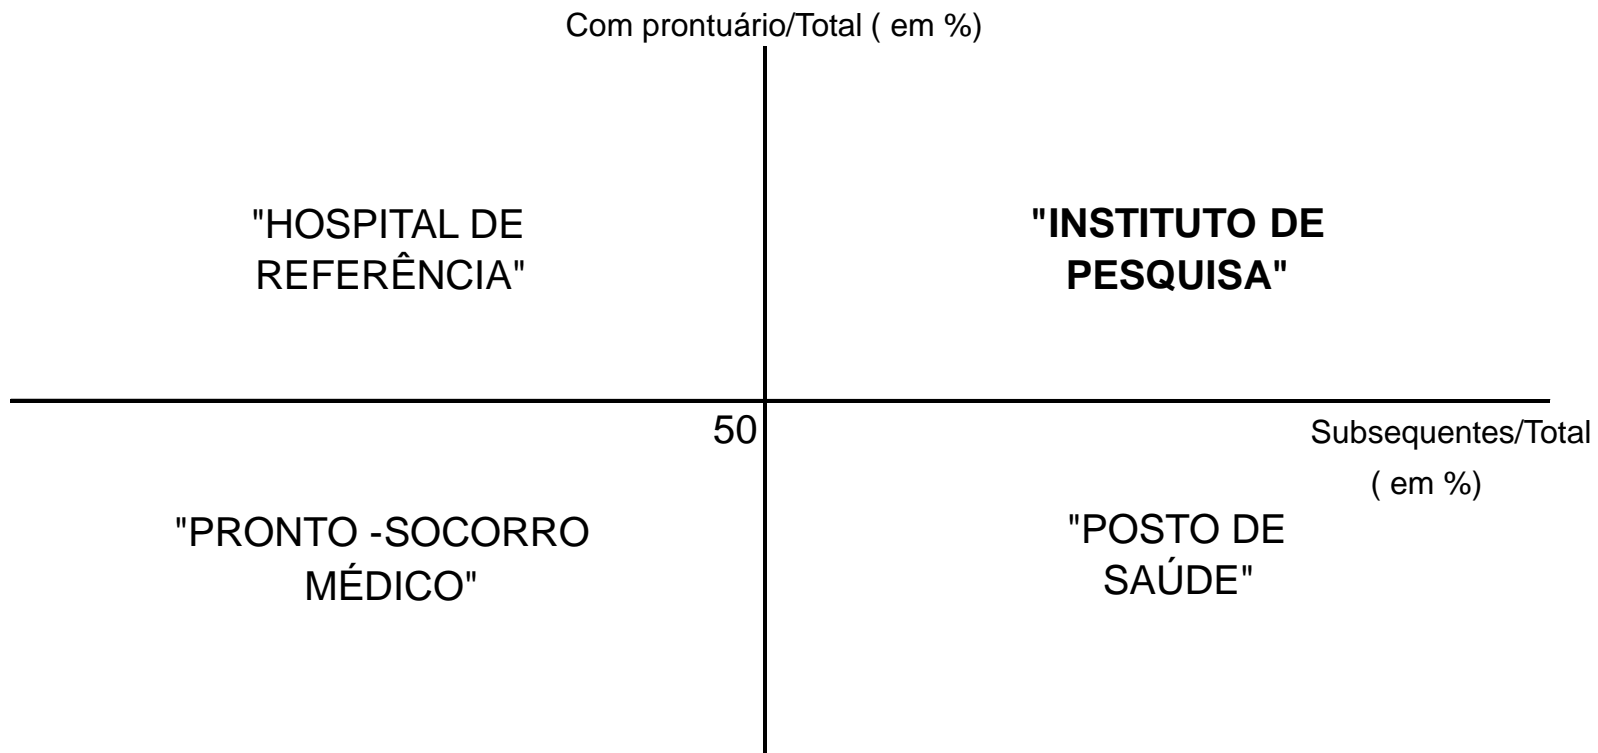 Com prontuário/Total ( em %)
"HOSPITAL DE
REFERÊNCIA"
"INSTITUTO DE
PESQUISA"
50
Subsequentes/Total
( em %)
"PRONTO -SOCORRO
MÉDICO"
"POSTO DE
SAÚDE"